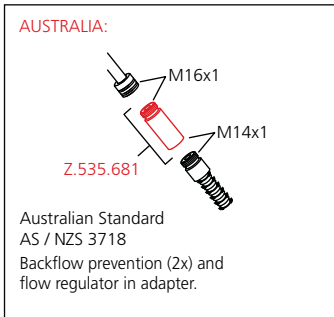 AUSTRALIA:
M16x1
M14x1
Z.535.681
Australian Standard
AS / NZS 3718
Backflow prevention (2x) and
flow regulator in adapter.